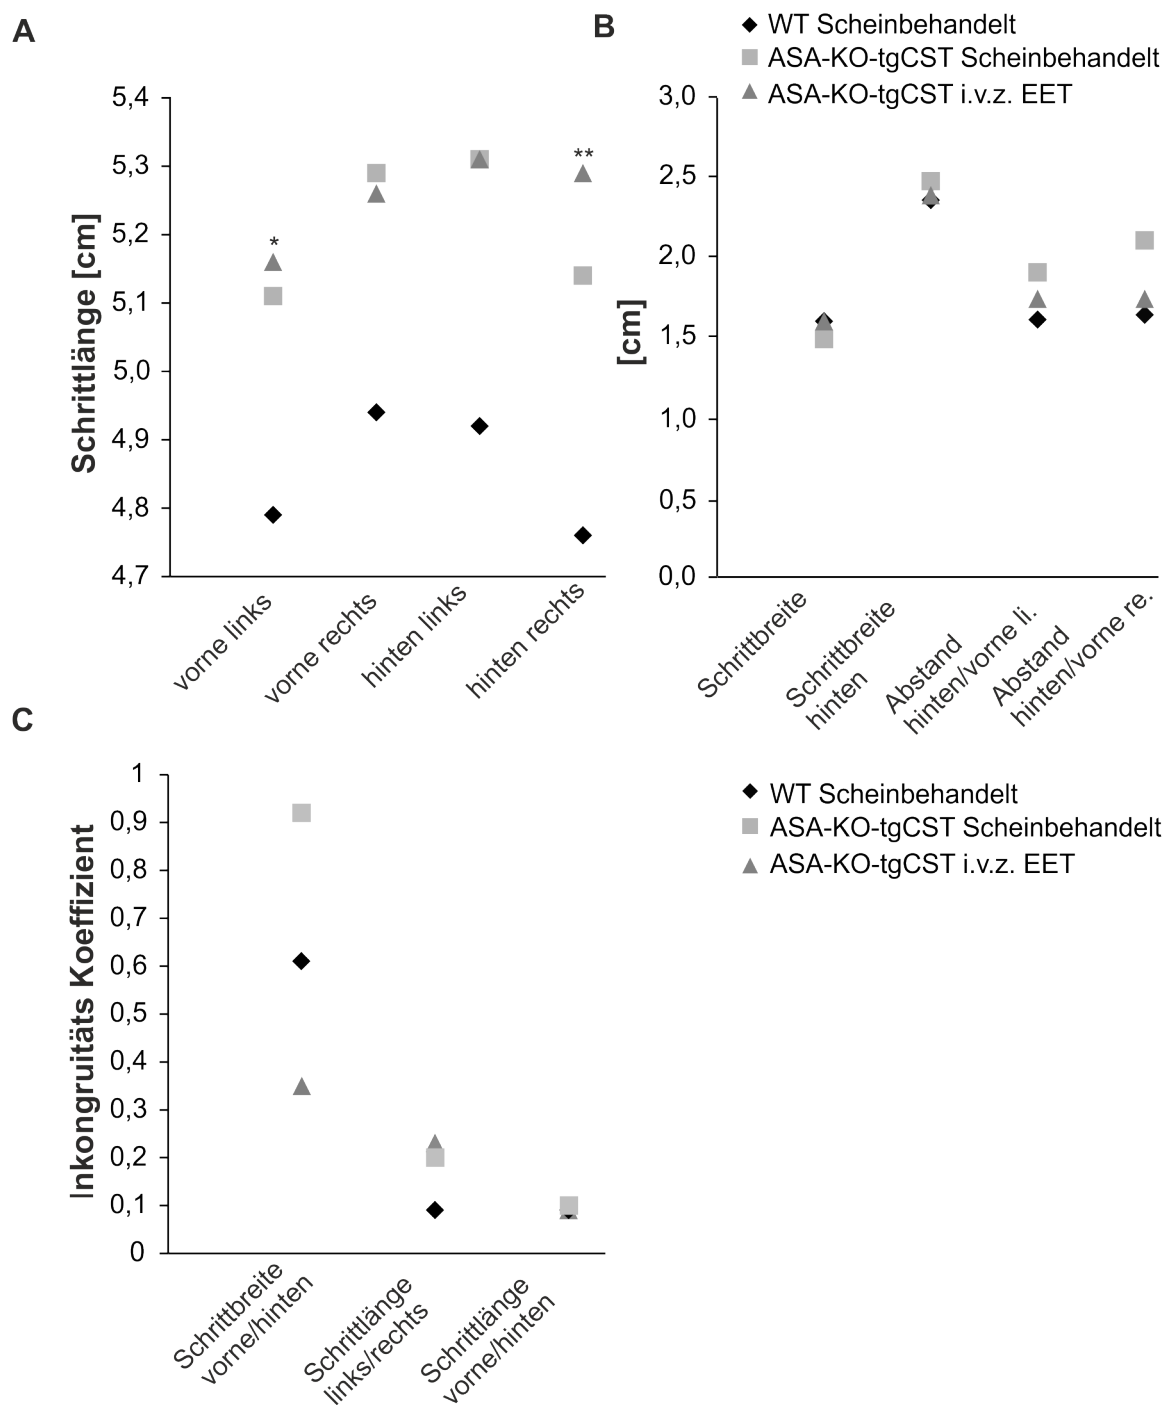 A
5,4
5,3
5,2
5,1
5,0
4,9
4,8
4,7
Schrittlänge [cm]
*
**
vorne links
vorne rechts
hinten links
hinten rechts
B
WT Scheinbehandelt
ASA-KO-tgCST Scheinbehandelt
ASA-KO-tgCST i.v.z. EET
3,0
2,5
2,0
1,5
1,0
0,5
0,0
[cm]
Schrittbreite
Schrittbreite
hinten
Abstand
hinten/vorne li.
Abstand
hinten/vorne re.
C
1
0,9
0,8
0,7
0,6
0,5
0,4
0,3
0,2
0,1
0
Inkongruitäts Koeffizient
Schrittbreite
vorne/hinten
Schrittlänge
links/rechts
Schrittlänge
vorne/hinten
WT Scheinbehandelt
ASA-KO-tgCST Scheinbehandelt
ASA-KO-tgCST i.v.z. EET